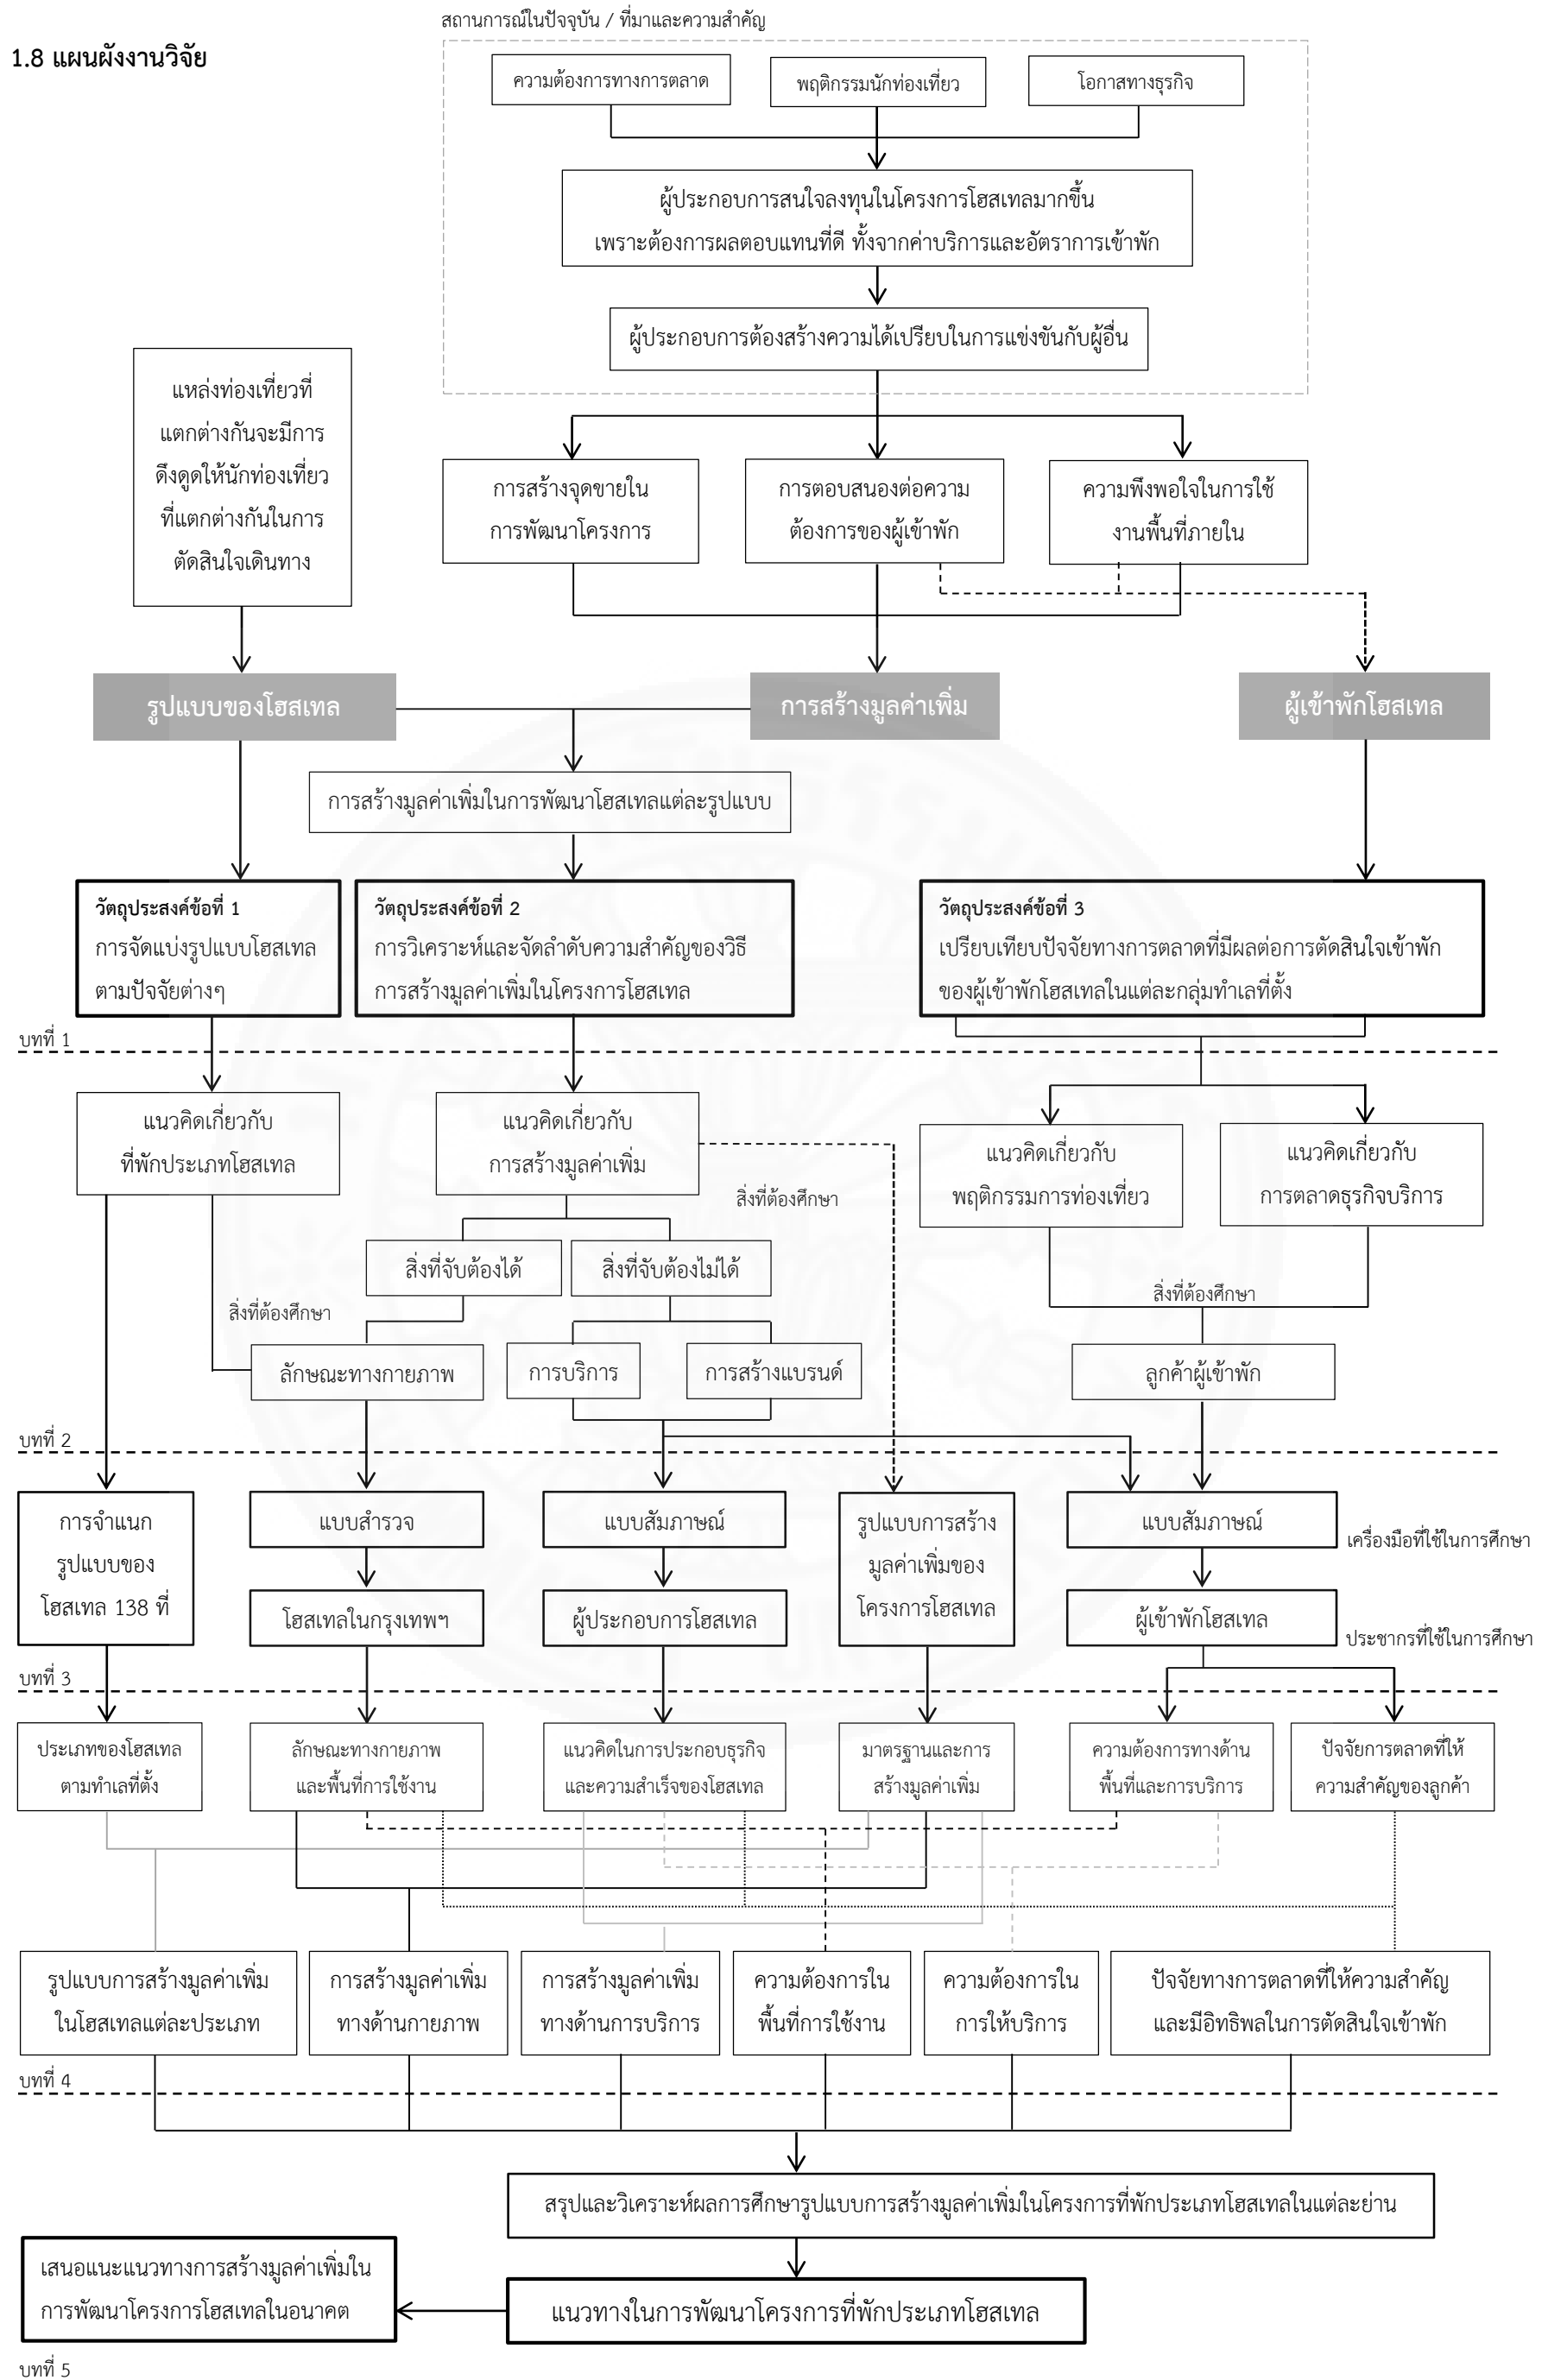 สถานการณ์ในปัจจุบัน / ที่มาและความสำคัญ
1.8 แผนผังงานวิจัย
ความต้องการทางการตลาด
พฤติกรรมนักท่องเที่ยว
โอกาสทางธุรกิจ
ผู้ประกอบการสนใจลงทุนในโครงการโฮสเทลมากขึ้น
เพราะต้องการผลตอบแทนที่ดี ทั้งจากค่าบริการและอัตราการเข้าพัก
ผู้ประกอบการต้องสร้างความได้เปรียบในการแข่งขันกับผู้อื่น
แหล่งท่องเที่ยวที่
แตกต่างกันจะมีการ
ดึงดูดให้นักท่องเที่ยว
ที่แตกต่างกันในการ
ตัดสินใจเดินทาง
การสร้างจุดขายใน
การพัฒนาโครงการ
การตอบสนองต่อความ
ต้องการของผู้เข้าพัก
ความพึงพอใจในการใช้
งานพื้นที่ภายใน
รูปแบบของโฮสเทล
การสร้างมูลค่าเพิ่ม
ผู้เข้าพักโฮสเทล
การสร้างมูลค่าเพิ่มในการพัฒนาโฮสเทลแต่ละรูปแบบ
วัตถุประสงค์ข้อที่ 1
การจัดแบ่งรูปแบบโฮสเทล
ตามปัจจัยต่างๆ
วัตถุประสงค์ข้อที่ 2
การวิเคราะห์และจัดลำดับความสำคัญของวิธี
การสร้างมูลค่าเพิ่มในโครงการโฮสเทล
วัตถุประสงค์ข้อที่ 3
เปรียบเทียบปัจจัยทางการตลาดที่มีผลต่อการตัดสินใจเข้าพัก
ของผู้เข้าพักโฮสเทลในแต่ละกลุ่มทำเลที่ตั้ง
บทที่ 1
แนวคิดเกี่ยวกับ
ที่พักประเภทโฮสเทล
แนวคิดเกี่ยวกับ
การสร้างมูลค่าเพิ่ม
แนวคิดเกี่ยวกับ
พฤติกรรมการท่องเที่ยว
แนวคิดเกี่ยวกับ
การตลาดธุรกิจบริการ
สิ่งที่ต้องศึกษา
สิ่งที่จับต้องได้
สิ่งที่จับต้องไม่ได้
สิ่งที่ต้องศึกษา
สิ่งที่ต้องศึกษา
ลักษณะทางกายภาพ
การบริการ
การสร้างแบรนด์
ลูกค้าผู้เข้าพัก
บทที่ 2
การจำแนก
รูปแบบของ
โฮสเทล 138 ที่
แบบสำรวจ
แบบสัมภาษณ์
รูปแบบการสร้าง
มูลค่าเพิ่มของ
โครงการโฮสเทล
แบบสัมภาษณ์
เครื่องมือที่ใช้ในการศึกษา
โฮสเทลในกรุงเทพฯ
ผู้ประกอบการโฮสเทล
ผู้เข้าพักโฮสเทล
ประชากรที่ใช้ในการศึกษา
บทที่ 3
ประเภทของโฮสเทล
ตามทำเลที่ตั้ง
ลักษณะทางกายภาพ
และพื้นที่การใช้งาน
แนวคิดในการประกอบธุรกิจ
และความสำเร็จของโฮสเทล
มาตรฐานและการ
สร้างมูลค่าเพิ่ม
ความต้องการทางด้าน
พื้นที่และการบริการ
ปัจจัยการตลาดที่ให้
ความสำคัญของลูกค้า
รูปแบบการสร้างมูลค่าเพิ่ม
ในโฮสเทลแต่ละประเภท
การสร้างมูลค่าเพิ่ม
ทางด้านกายภาพ
การสร้างมูลค่าเพิ่ม
ทางด้านการบริการ
ความต้องการใน
พื้นที่การใช้งาน
ความต้องการใน
การให้บริการ
ปัจจัยทางการตลาดที่ให้ความสำคัญ
และมีอิทธิพลในการตัดสินใจเข้าพัก
บทที่ 4
สรุปและวิเคราะห์ผลการศึกษารูปแบบการสร้างมูลค่าเพิ่มในโครงการที่พักประเภทโฮสเทลในแต่ละย่าน
เสนอแนะแนวทางการสร้างมูลค่าเพิ่มใน
การพัฒนาโครงการโฮสเทลในอนาคต
แนวทางในการพัฒนาโครงการที่พักประเภทโฮสเทล
บทที่ 5